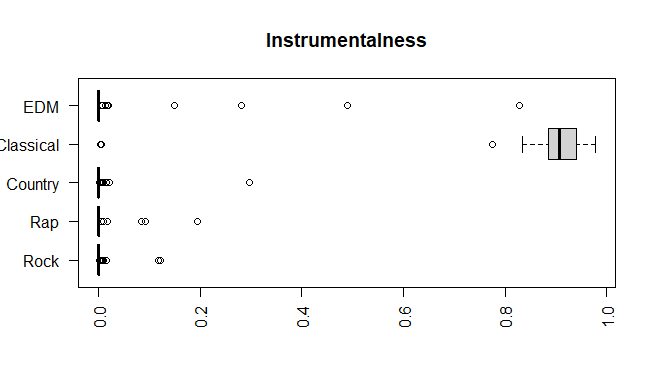 Instrumentalness
EDM
Classical
Country
Rap
Rock
0.0
0.2
0.4
0.6
0.8
1.0